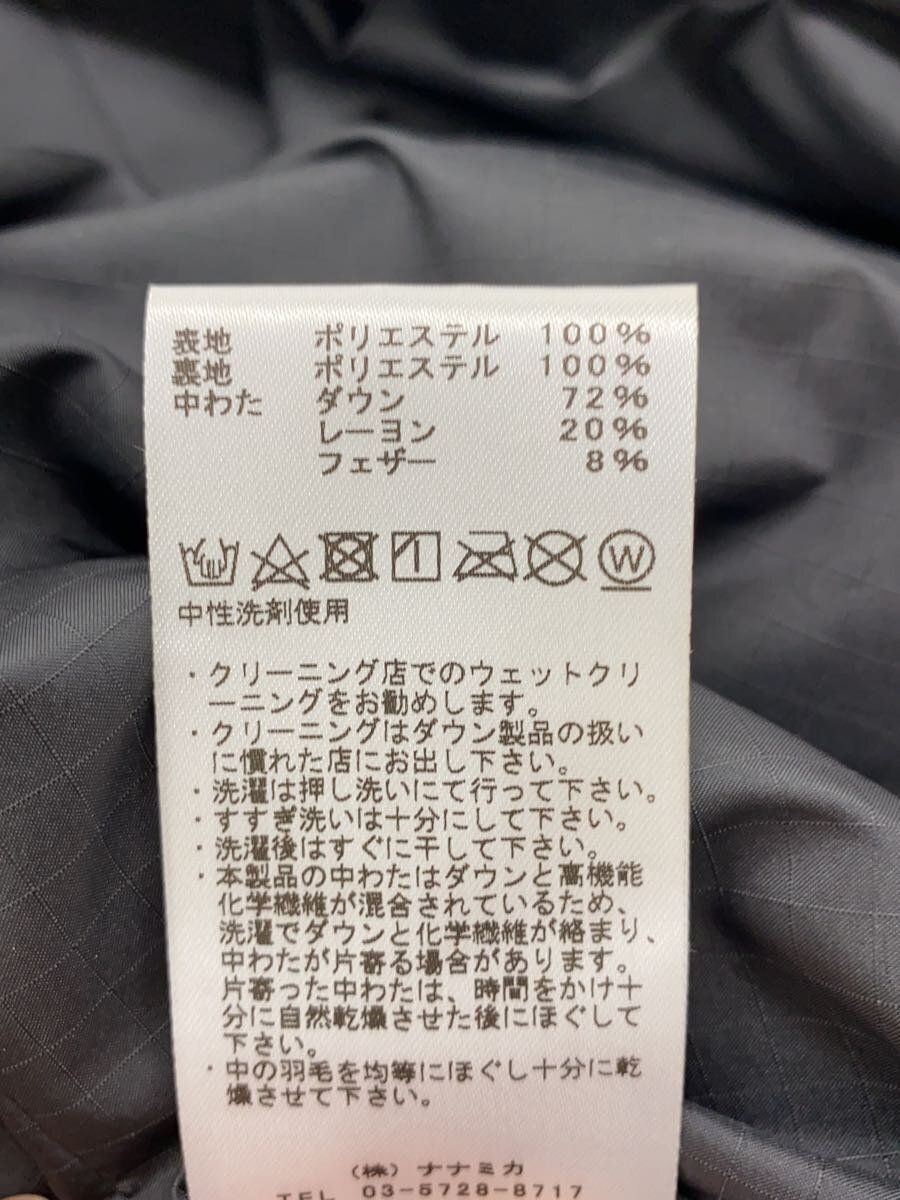 表地 ポリエステル 100%
裏地 ポリエステル 100%
中わた ダウン 72%
レーヨン 20%
フェザー 8%
W
中性洗剤使用
・クリーニング店でのウェットクリ
ーニングをお勧めします。
・クリーニングはダウン製品の扱い
に慣れた店にお出し下さい。
・洗濯は押し洗いにて行って下さい。
・すすぎ洗いは十分にして下さい。
・洗濯後はすぐに干して下さい。
・本製品の中わたはダウンと高機能
化学繊維が混合されているため、
洗濯でダウンと化学繊維が絡まり、
中わたが片寄る場合があります。
片寄った中わたは、時間をかけ十
分に自然乾燥させた後にほぐして
下さい。
・中の羽毛を均等にほぐし十分に乾
燥させて下さい。
(株)ナナミカ
TEL 03-5728-8717